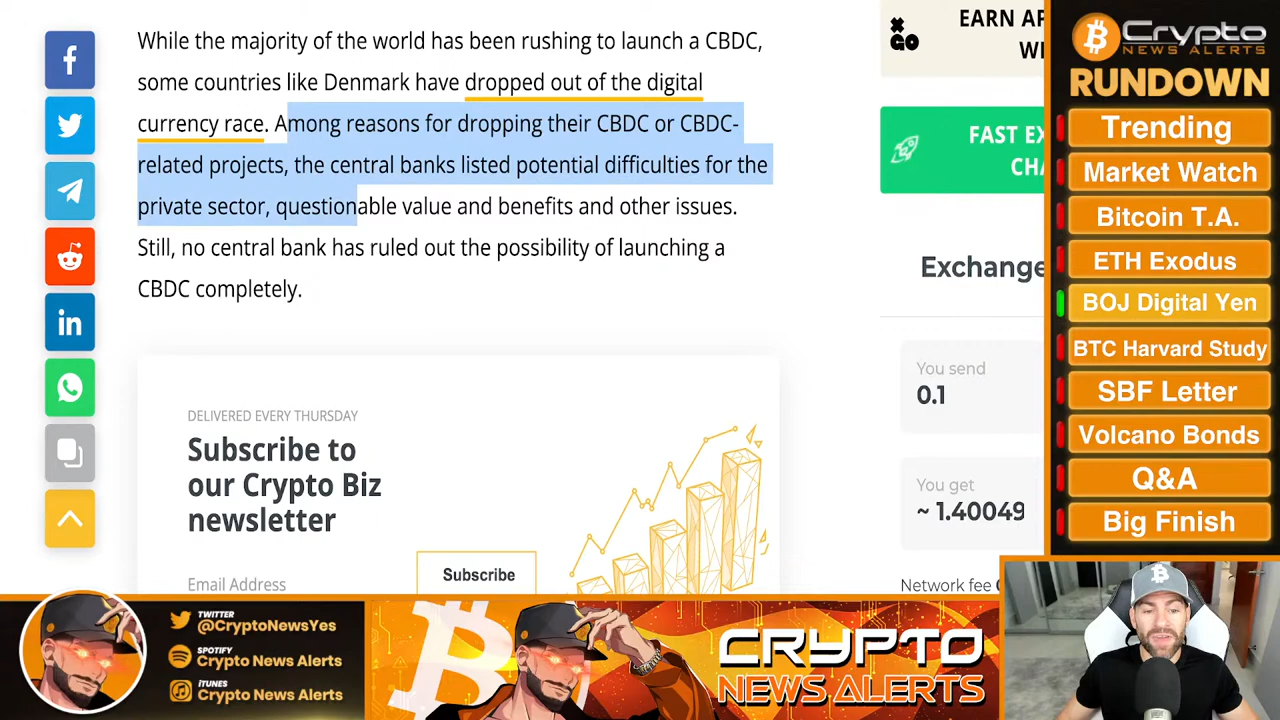 While the majority of the world has been rushing to launch a CBDC,
some countries like Denmark have dropped out of the digital
currency race. Among reasons for dropping their CBDC or CBDC-
related projects, the central banks listed potential difficulties for the
private sector, questionable value and benefits and other issues.
Still, no central bank has ruled out the possibility of launching a
CBDC completely.
DELIVERED EVERY THURSDAY
Subscribe to
our Crypto Biz
newsletter
Email Address
Subscribe
GO
EARN
FAST
Exchange
You send
0.1
You get
~ 1.40049
Network fee
Crypto
NEWS ALERTS
RUNDOWN
Trending
Market Watch
Bitcoin T.A.
ETH Exodus
BOJ Digital Yen
BTC Harvard Study
SBF Letter
Volcano Bonds
Q&A
Big Finish
TWITTER
@CryptoNewsYes
SPOTIFY
Crypto News Alerts
iTUNES
Crypto News Alerts
CRYPTO
NEWS ALERTS